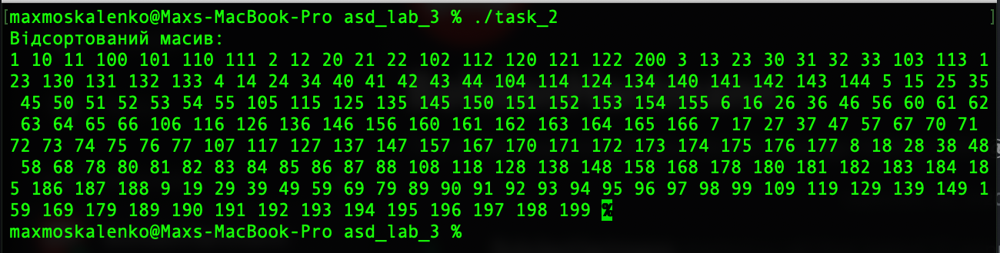 [maxmoskalenko@Maxs-MacBook-Pro asd_lab_3 % ./task_2 ]
Відсортований масив:
1 10 11 100 101 110 111 2 12 20 21 22 102 112 120 121 122 200 3 13 23 30 31 32 33 103 113 1
23 130 131 132 133 4 14 24 34 40 41 42 43 44 104 114 124 134 140 141 142 143 144 5 15 25 35
 45 50 51 52 53 54 55 105 115 125 135 145 150 151 152 153 154 155 6 16 26 36 46 56 60 61 62
 63 64 65 66 106 116 126 136 146 156 160 161 162 163 164 165 166 7 17 27 37 47 57 67 70 71
72 73 74 75 76 77 107 117 127 137 147 157 167 170 171 172 173 174 175 176 177 8 18 28 38 48
 58 68 78 80 81 82 83 84 85 86 87 88 108 118 128 138 148 158 168 178 180 181 182 183 184 18
5 186 187 188 9 19 29 39 49 59 69 79 89 90 91 92 93 94 95 96 97 98 99 109 119 129 139 149 1
59 169 179 189 190 191 192 193 194 195 196 197 198 199 %
maxmoskalenko@Maxs-MacBook-Pro asd_lab_3 %